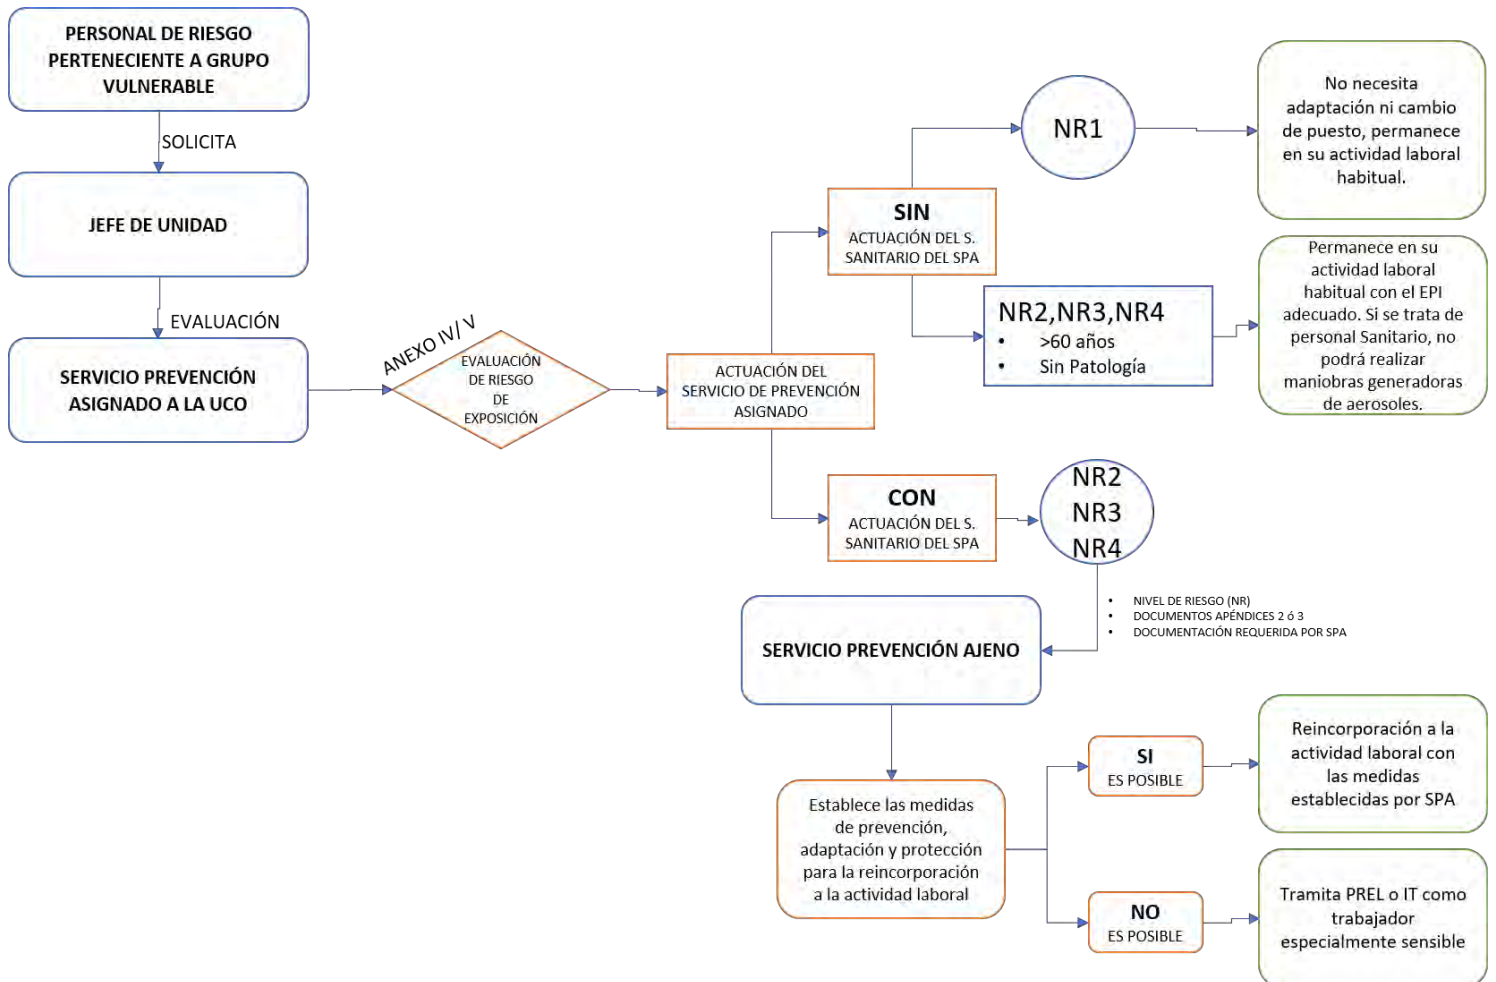 PERSONAL DE RIESGO
PERTENECIENTE A GRUPO
VULNERABLE
SOLICITA
JEFE DE UNIDAD
EVALUACIÓN
SERVICIO PREVENCIÓN
ASIGNADO A LA UCO
ANEXO IV/ V
EVALUACIÓN
DE RIESGO
DE
EXPOSICIÓN
ACTUACIÓN DEL
SERVICIO DE PREVENCIÓN
ASIGNADO
SIN
ACTUACIÓN DEL S.
SANITARIO DEL SPA
NR1
No necesita
adaptación ni cambio
de puesto, permanece
en su actividad laboral
habitual.
NR2,NR3,NR4
• >60 años
• Sin Patología
Permanece en su
actividad laboral
habitual con el EPI
adecuado. Si se trata de
personal Sanitario, no
podrá realizar
maniobras generadoras
de aerosoles.
CON
ACTUACIÓN DEL S.
SANITARIO DEL SPA
NR2
NR3
NR4
• NIVEL DE RIESGO (NR)
• DOCUMENTOS APÉNDICES 2 ó 3
• DOCUMENTACIÓN REQUERIDA POR SPA
SERVICIO PREVENCIÓN AJENO
Establece las medidas
de prevención,
adaptación y protección
para la reincorporación
a la actividad laboral
SI
ES POSIBLE
Reincorporación a la
actividad laboral con
las medidas
establecidas por SPA
NO
ES POSIBLE
Tramita PREL o IT como
trabajador
especialmente sensible